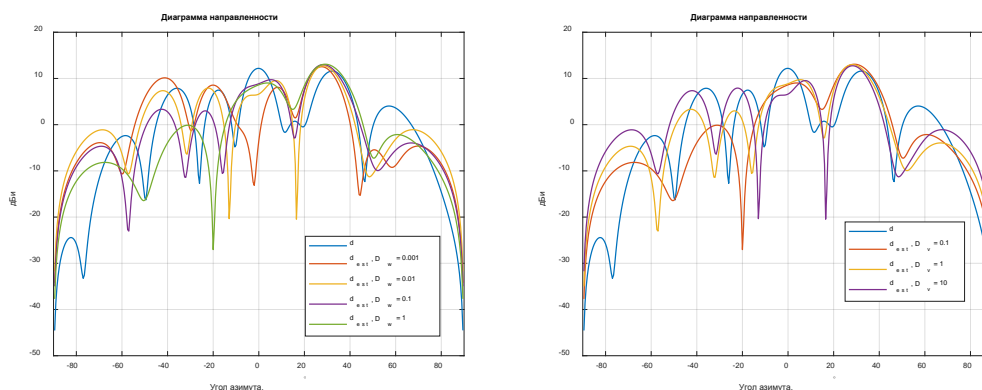 Диаграмма направленности
20
10
0
-10
-20
-30
-40
-50
дБи
-80 -60 -40 -20 0 20 40 60 80
Угол азимута, °
d
d est, D w = 0.001
d est, D w = 0.01
d est, D w = 0.1
d est, D w = 1
Диаграмма направленности
20
10
0
-10
-20
-30
-40
-50
дБи
-80 -60 -40 -20 0 20 40 60 80
Угол азимута, °
d
d est, D v = 0.1
d est, D v = 1
d est, D v = 10